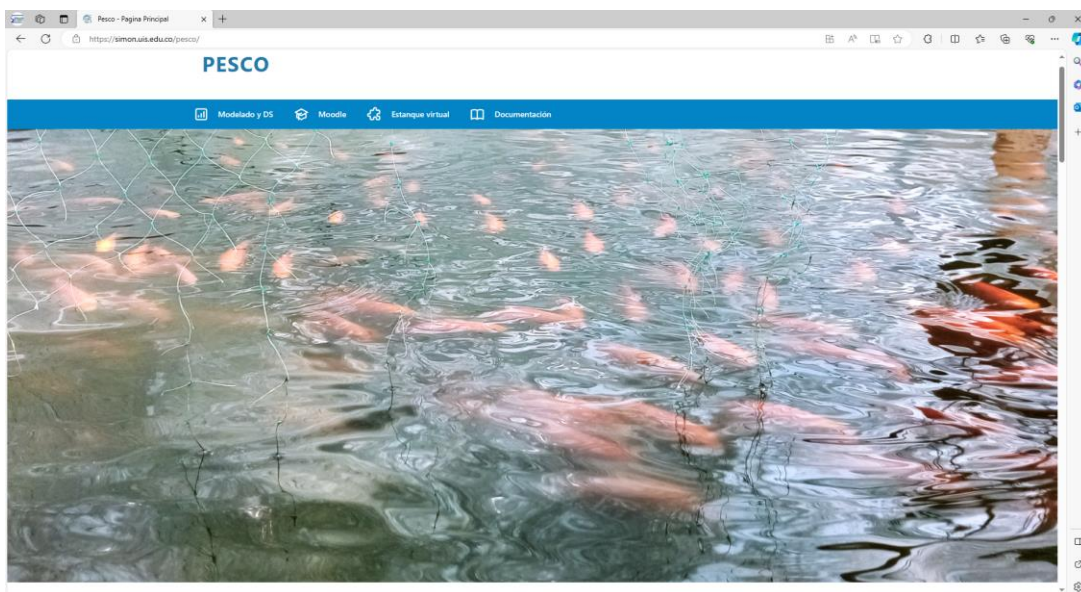 Pesco - Pagina Principal
https://simon.uis.edu.co/pesco/
PESCO
Modelado y DS
Moodle
Estanque virtual
Documentación